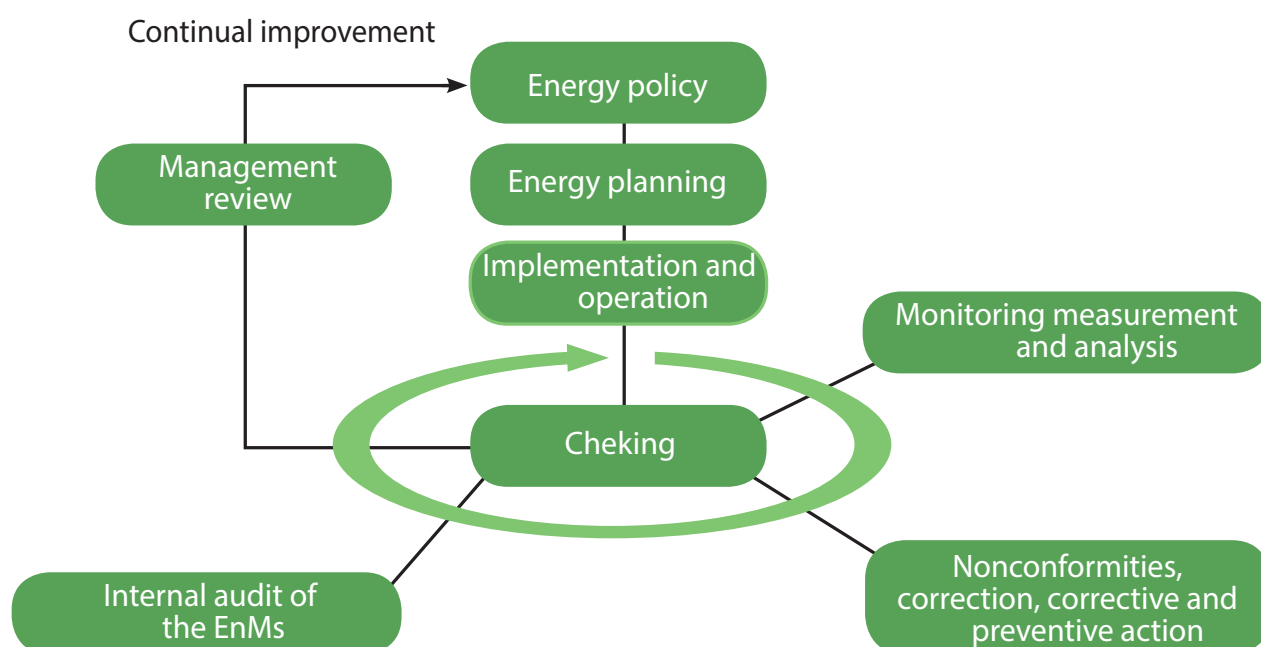 Continual improvement
Energy policy
Management
review
Energy planning
Implementation and
operation
Monitoring measurement
and analysis
Cheking
Internal audit of
the EnMs
Nonconformities,
correction, corrective and
preventive action